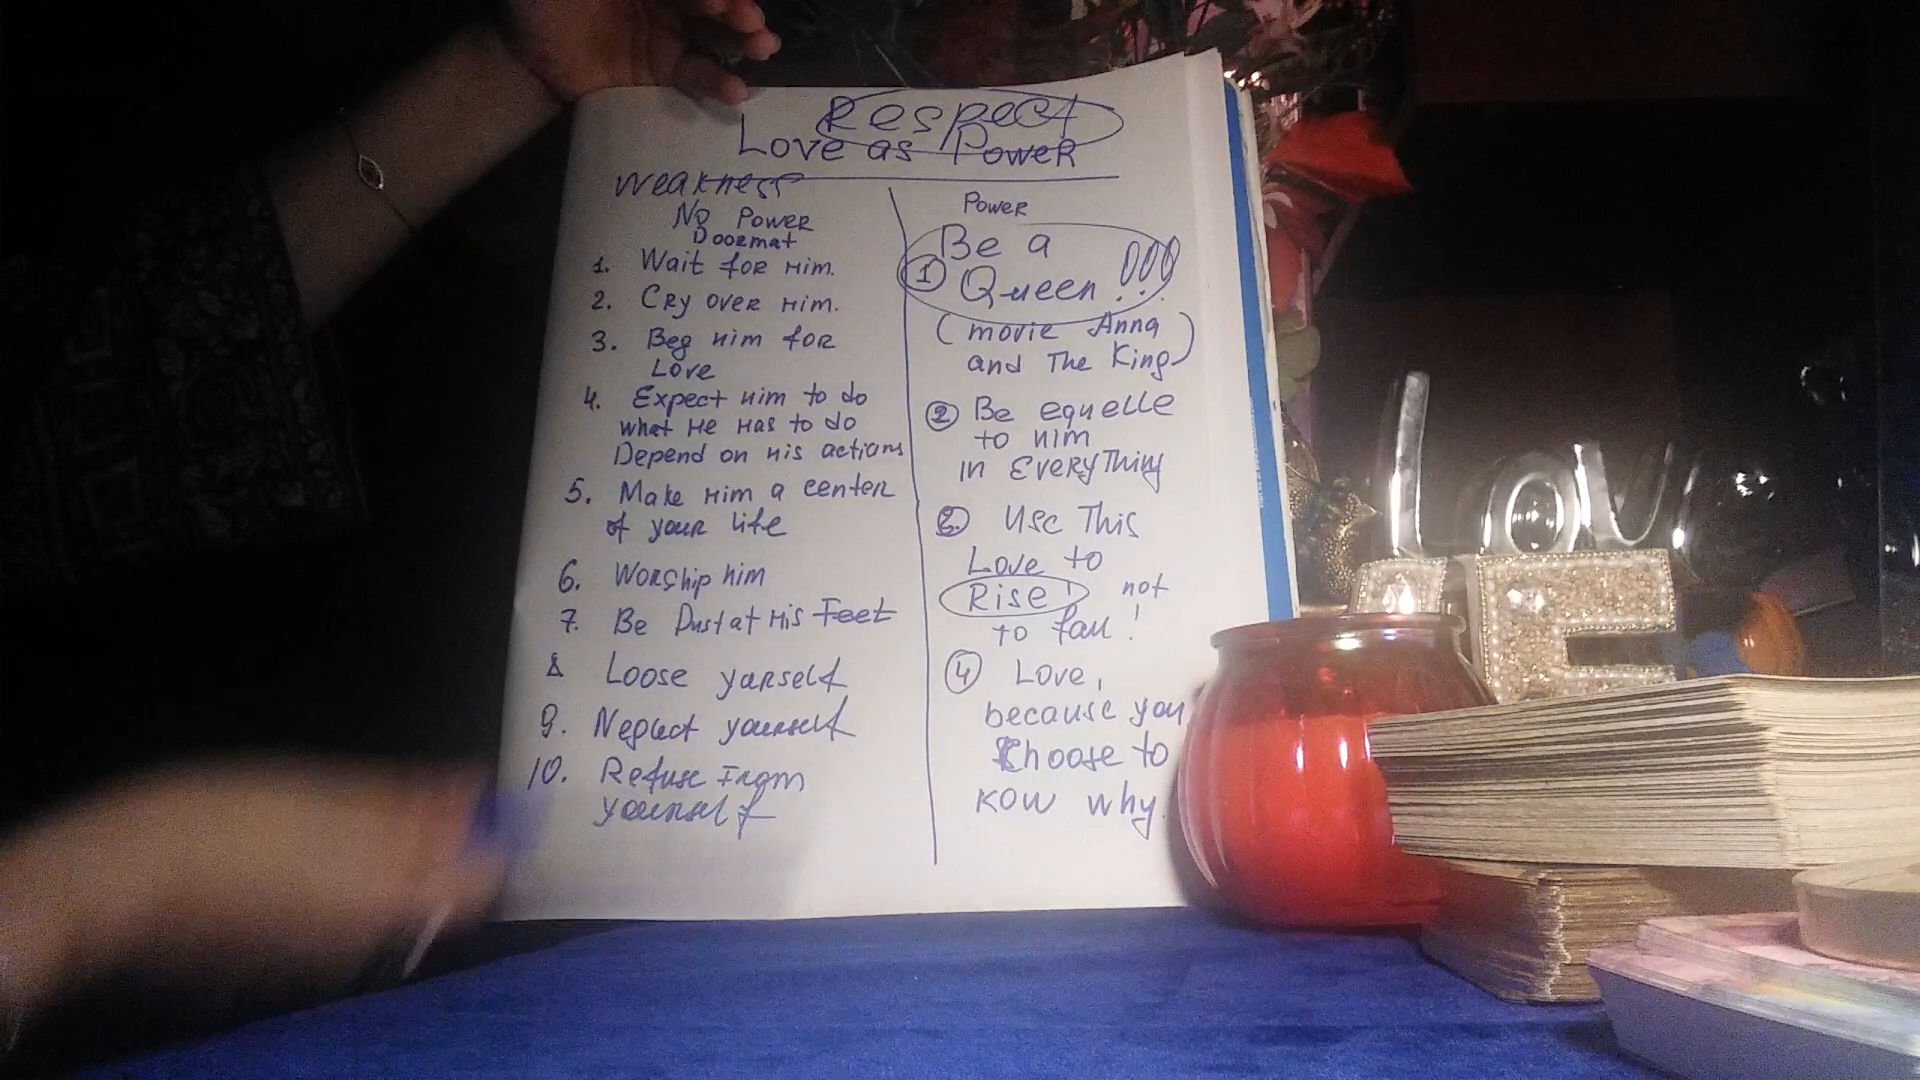 Respect
Love as Power
Weakness
No Power
Doormat
1. Wait for Him.
2. Cry over Him.
3. Beg him for
Love
4. Expect him to do
what He Has to do
Depend on his actions
5. Make Him a center
of your life
6. Worship him
7. Be Dust at His Feet
8 Loose yourself
9. Neglect yourself
10. Refuse From
yourself
Power
Be a
1 Queen !!!
(movie Anna
and The King)
2 Be equelle
to him
in EveryThing
3. Use This
Love to
Rise! not
to fall!
4 Love,
because you
Choose to
kow why.
LOV
E